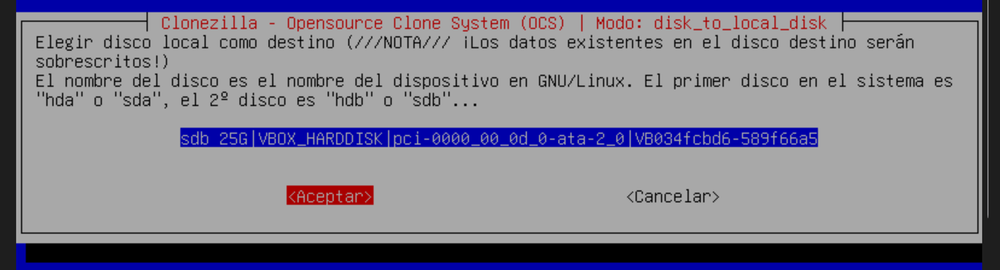 Clonezilla - Opensource Clone System (OCS) | Modo: disk_to_local_disk
Elegir disco local como destino (///NOTA/// ¡Los datos existentes en el disco destino serán
sobrescritos!)
El nombre del disco es el nombre del dispositivo en GNU/Linux. El primer disco en el sistema es
"hda" o "sda", el 2º disco es "hdb" o "sdb"...
sdb 25G|VBOX_HARDDISK|pci-0000_00_0d_0-ata-2_0|VB034fcbd6-589f66a5
<Aceptar> <Cancelar>